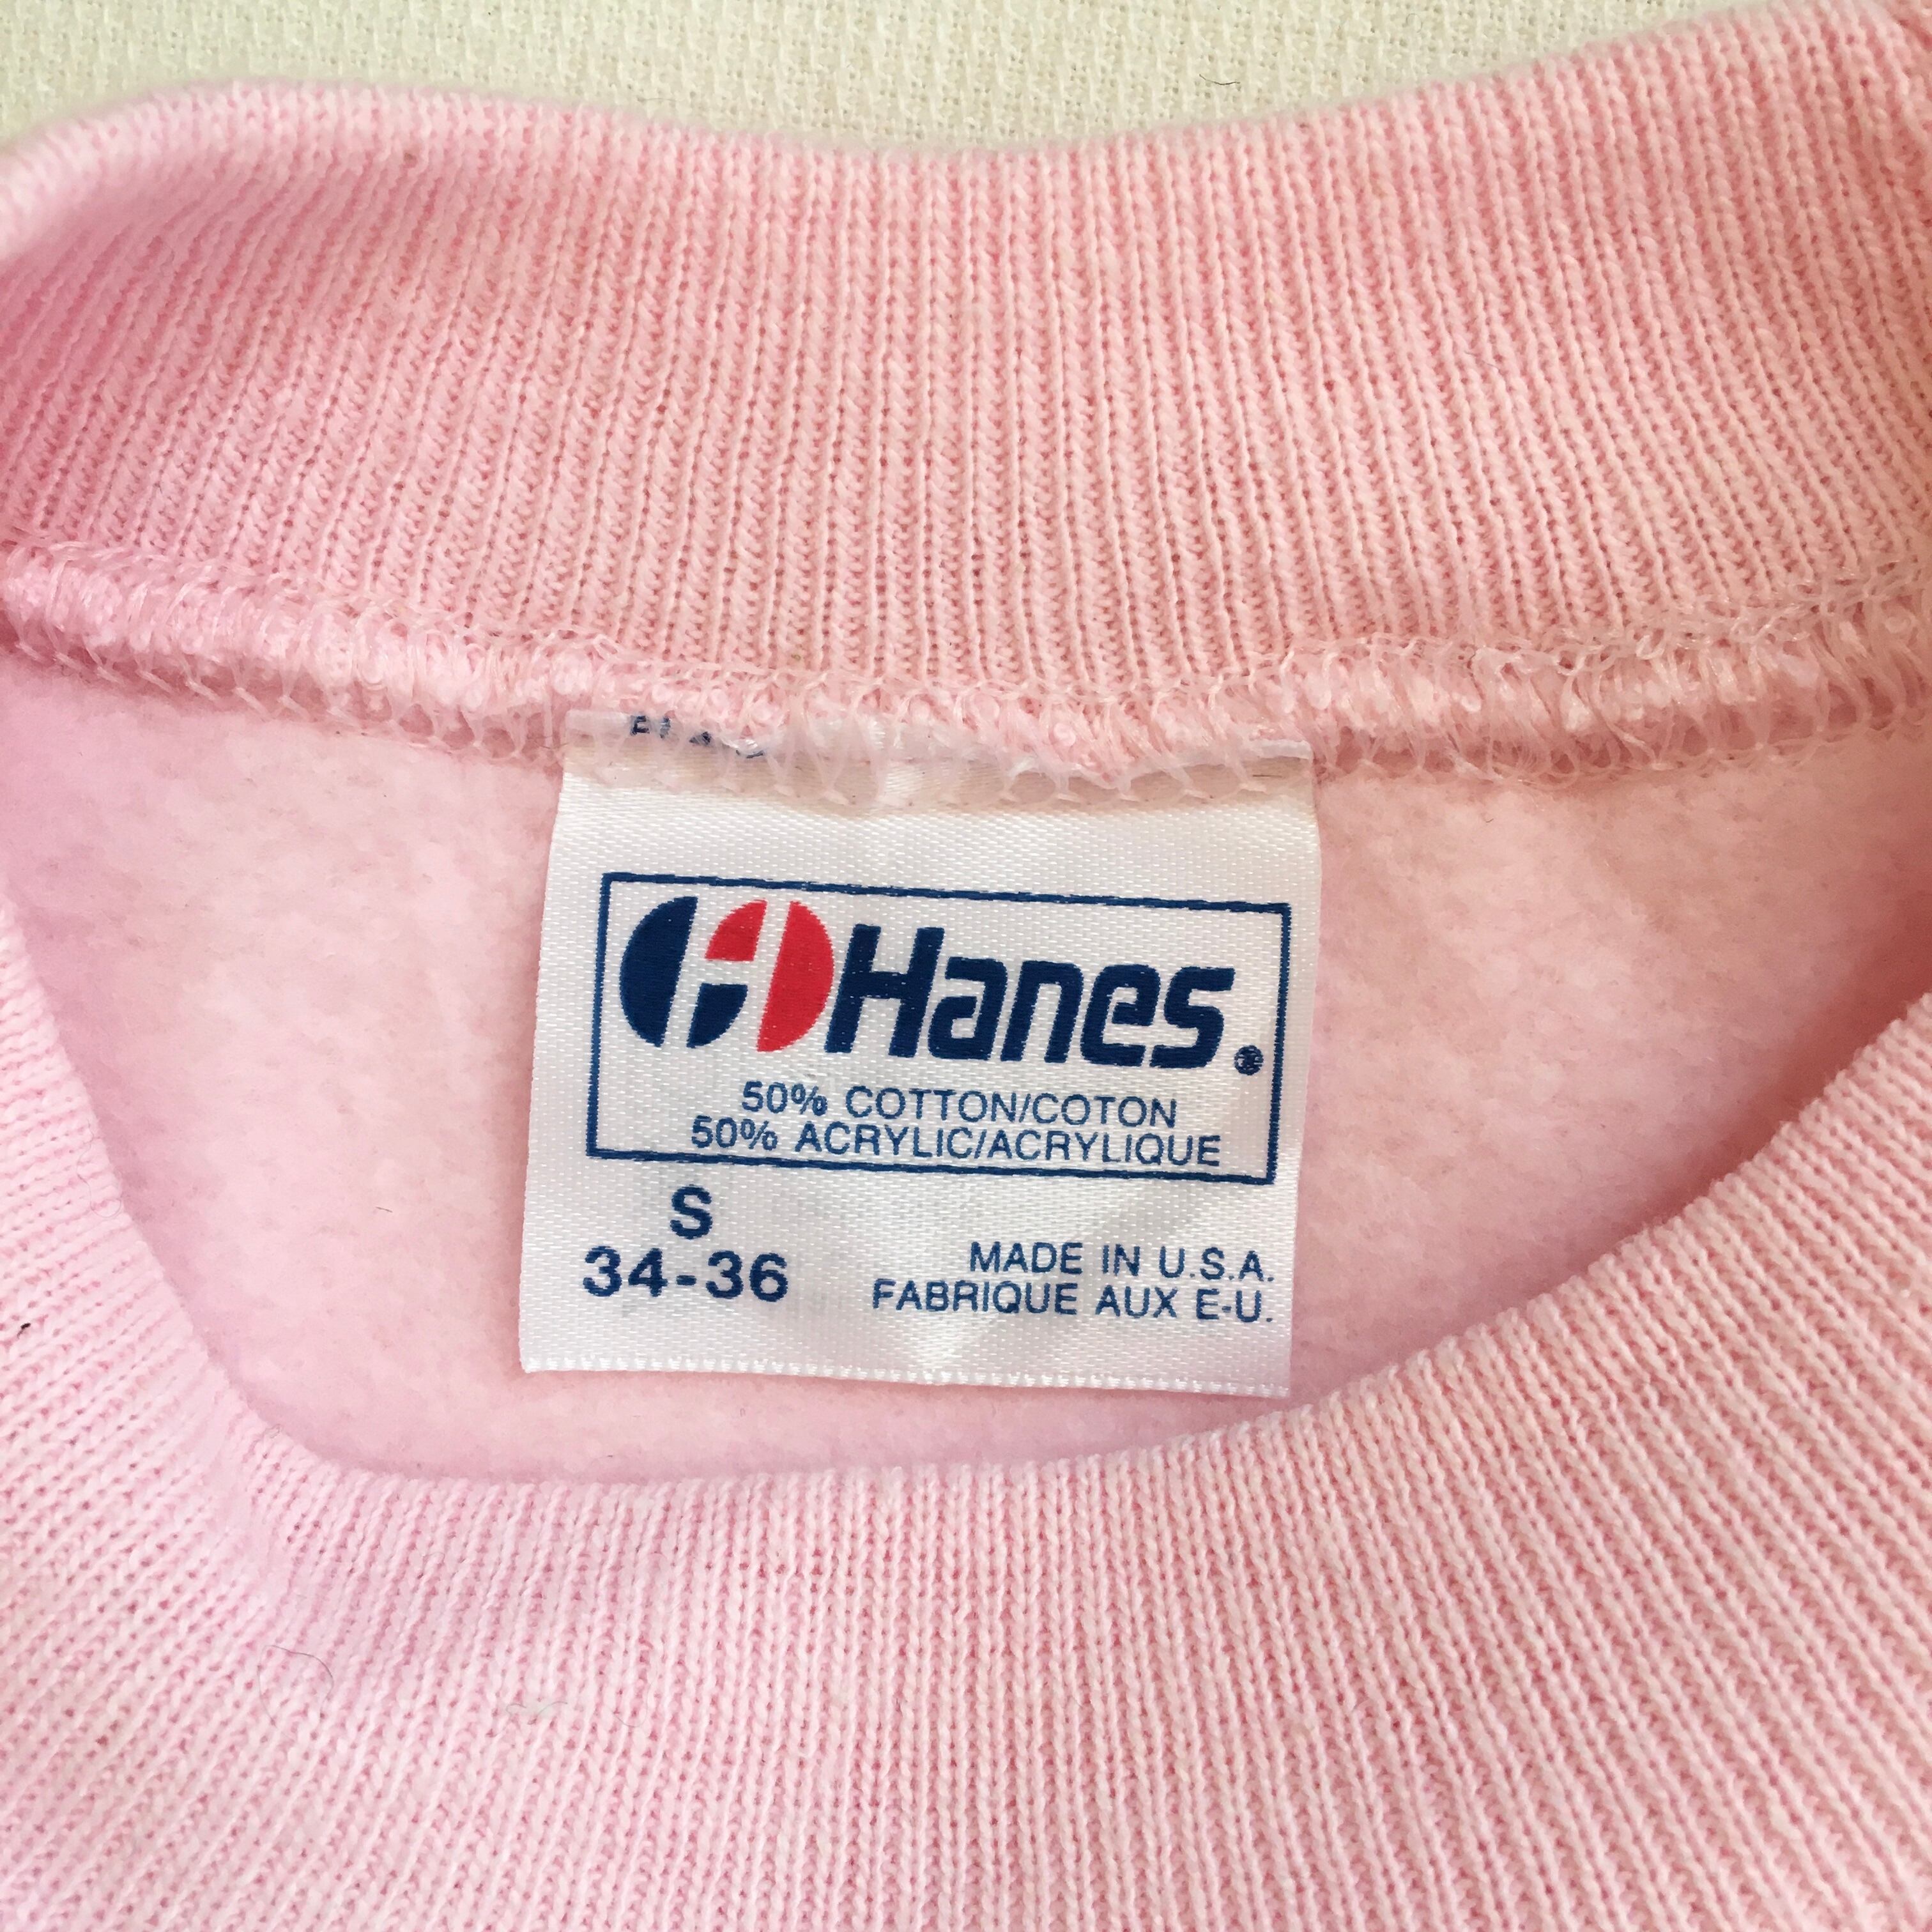 Hanes®
50% COTTON/COTON
50% ACRYLIC/ACRYLIQUE
S
34-36
MADE IN U.S.A.
FABRIQUE AUX E-U.